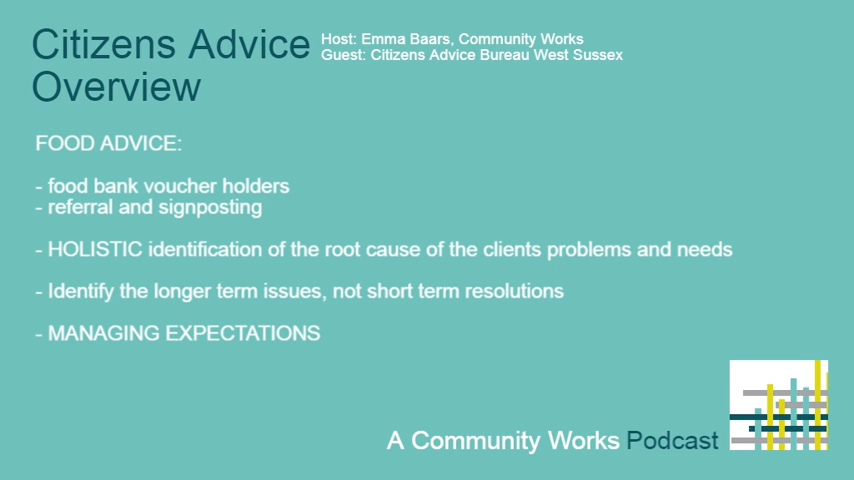 Citizens Advice
Overview
Host: Emma Baars, Community Works
Guest: Citizens Advice Bureau West Sussex
FOOD ADVICE:
- food bank voucher holders
- referral and signposting
- HOLISTIC identification of the root cause of the clients problems and needs
- Identify the longer term issues, not short term resolutions
- MANAGING EXPECTATIONS
A Community Works Podcast